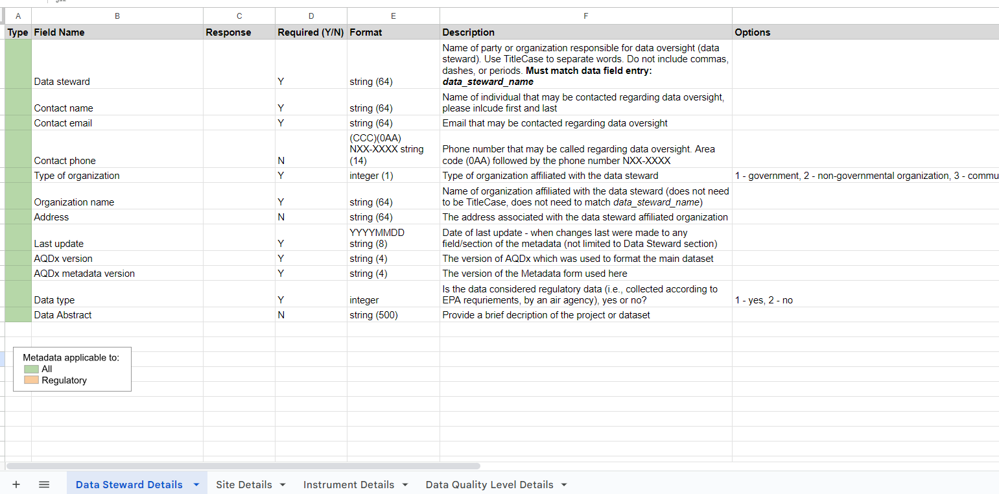 A B C D E F
Type Field Name Response Required (Y/N) Format Description Options
Name of party or organization responsible for data oversight (data
steward). Use TitleCase to separate words. Do not include commas,
dashes, or periods. Must match data field entry:
Data steward Y string (64) data_steward_name
Name of individual that may be contacted regarding data oversight,
Contact name Y string (64) please inlcude first and last
Contact email Y string (64) Email that may be contacted regarding data oversight
(CCC)(0AA)
NXX-XXXX string Phone number that may be called regarding data oversight. Area
Contact phone N (14) code (0AA) followed by the phone number NXX-XXXX
Type of organization Y integer (1) Type of organization affiliated with the data steward 1 - government, 2 - non-governmental organization, 3 - commu
Name of organization affiliated with the data steward (does not need
Organization name Y string (64) to be TitleCase, does not need to match data_steward_name)
Address N string (64) The address associated with the data steward affiliated organization
YYYYMMDD Date of last update - when changes last were made to any
Last update Y string (8) field/section of the metadata (not limited to Data Steward section)
AQDx version Y string (4) The version of AQDx which was used to format the main dataset
AQDx metadata version Y string (4) The version of the Metadata form used here
Is the data considered regulatory data (i.e., collected according to
Data type Y integer EPA requriements, by an air agency), yes or no? 1 - yes, 2 - no
Data Abstract N string (500) Provide a brief decription of the project or dataset
Metadata applicable to:
All
Regulatory
Data Steward Details Site Details Instrument Details Data Quality Level Details